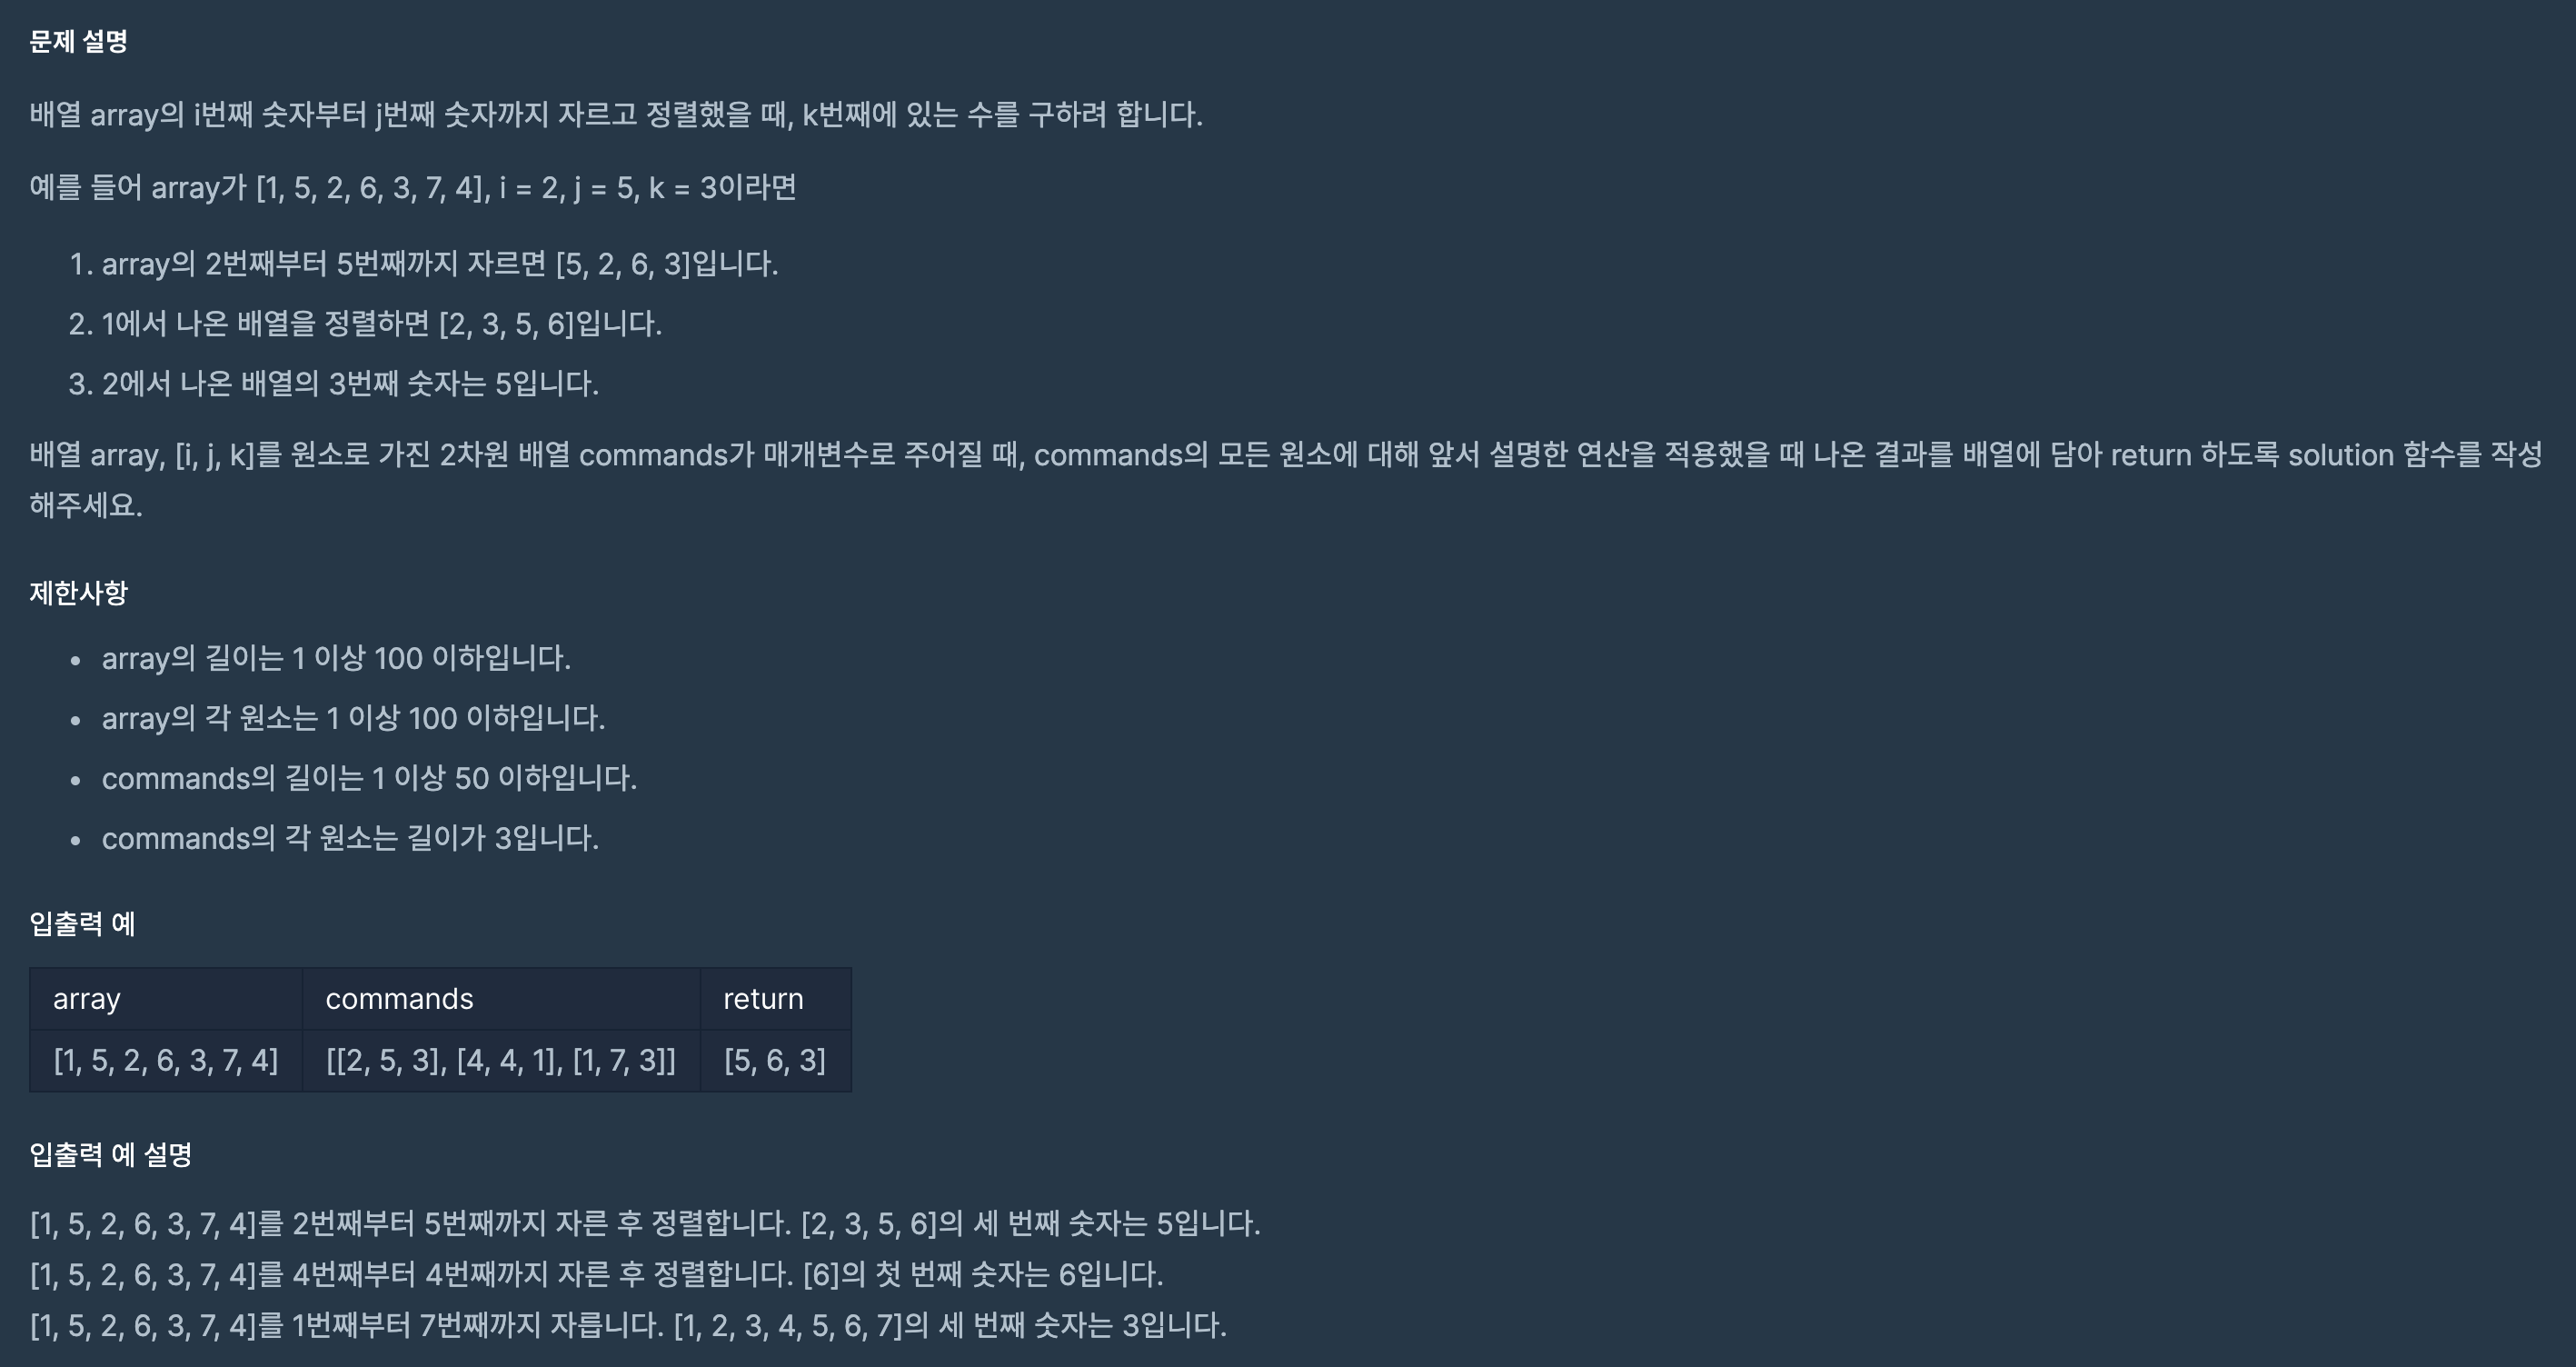 문제 설명
배열 array의 i번째 숫자부터 j번째 숫자까지 자르고 정렬했을 때, k번째에 있는 수를 구하려 합니다.
예를 들어 array가 [1, 5, 2, 6, 3, 7, 4], i = 2, j = 5, k = 3이라면
1. array의 2번째부터 5번째까지 자르면 [5, 2, 6, 3]입니다.
2. 1에서 나온 배열을 정렬하면 [2, 3, 5, 6]입니다.
3. 2에서 나온 배열의 3번째 숫자는 5입니다.
배열 array, [i, j, k]를 원소로 가진 2차원 배열 commands가 매개변수로 주어질 때, commands의 모든 원소에 대해 앞서 설명한 연산을 적용했을 때 나온 결과를 배열에 담아 return 하도록 solution 함수를 작성
해주세요.
제한사항
• array의 길이는 1 이상 100 이하입니다.
• array의 각 원소는 1 이상 100 이하입니다.
• commands의 길이는 1 이상 50 이하입니다.
• commands의 각 원소는 길이가 3입니다.
입출력 예
array commands return
[1, 5, 2, 6, 3, 7, 4] [[2, 5, 3], [4, 4, 1], [1, 7, 3]] [5, 6, 3]
입출력 예 설명
[1, 5, 2, 6, 3, 7, 4]를 2번째부터 5번째까지 자른 후 정렬합니다. [2, 3, 5, 6]의 세 번째 숫자는 5입니다.
[1, 5, 2, 6, 3, 7, 4]를 4번째부터 4번째까지 자른 후 정렬합니다. [6]의 첫 번째 숫자는 6입니다.
[1, 5, 2, 6, 3, 7, 4]를 1번째부터 7번째까지 자릅니다. [1, 2, 3, 4, 5, 6, 7]의 세 번째 숫자는 3입니다.